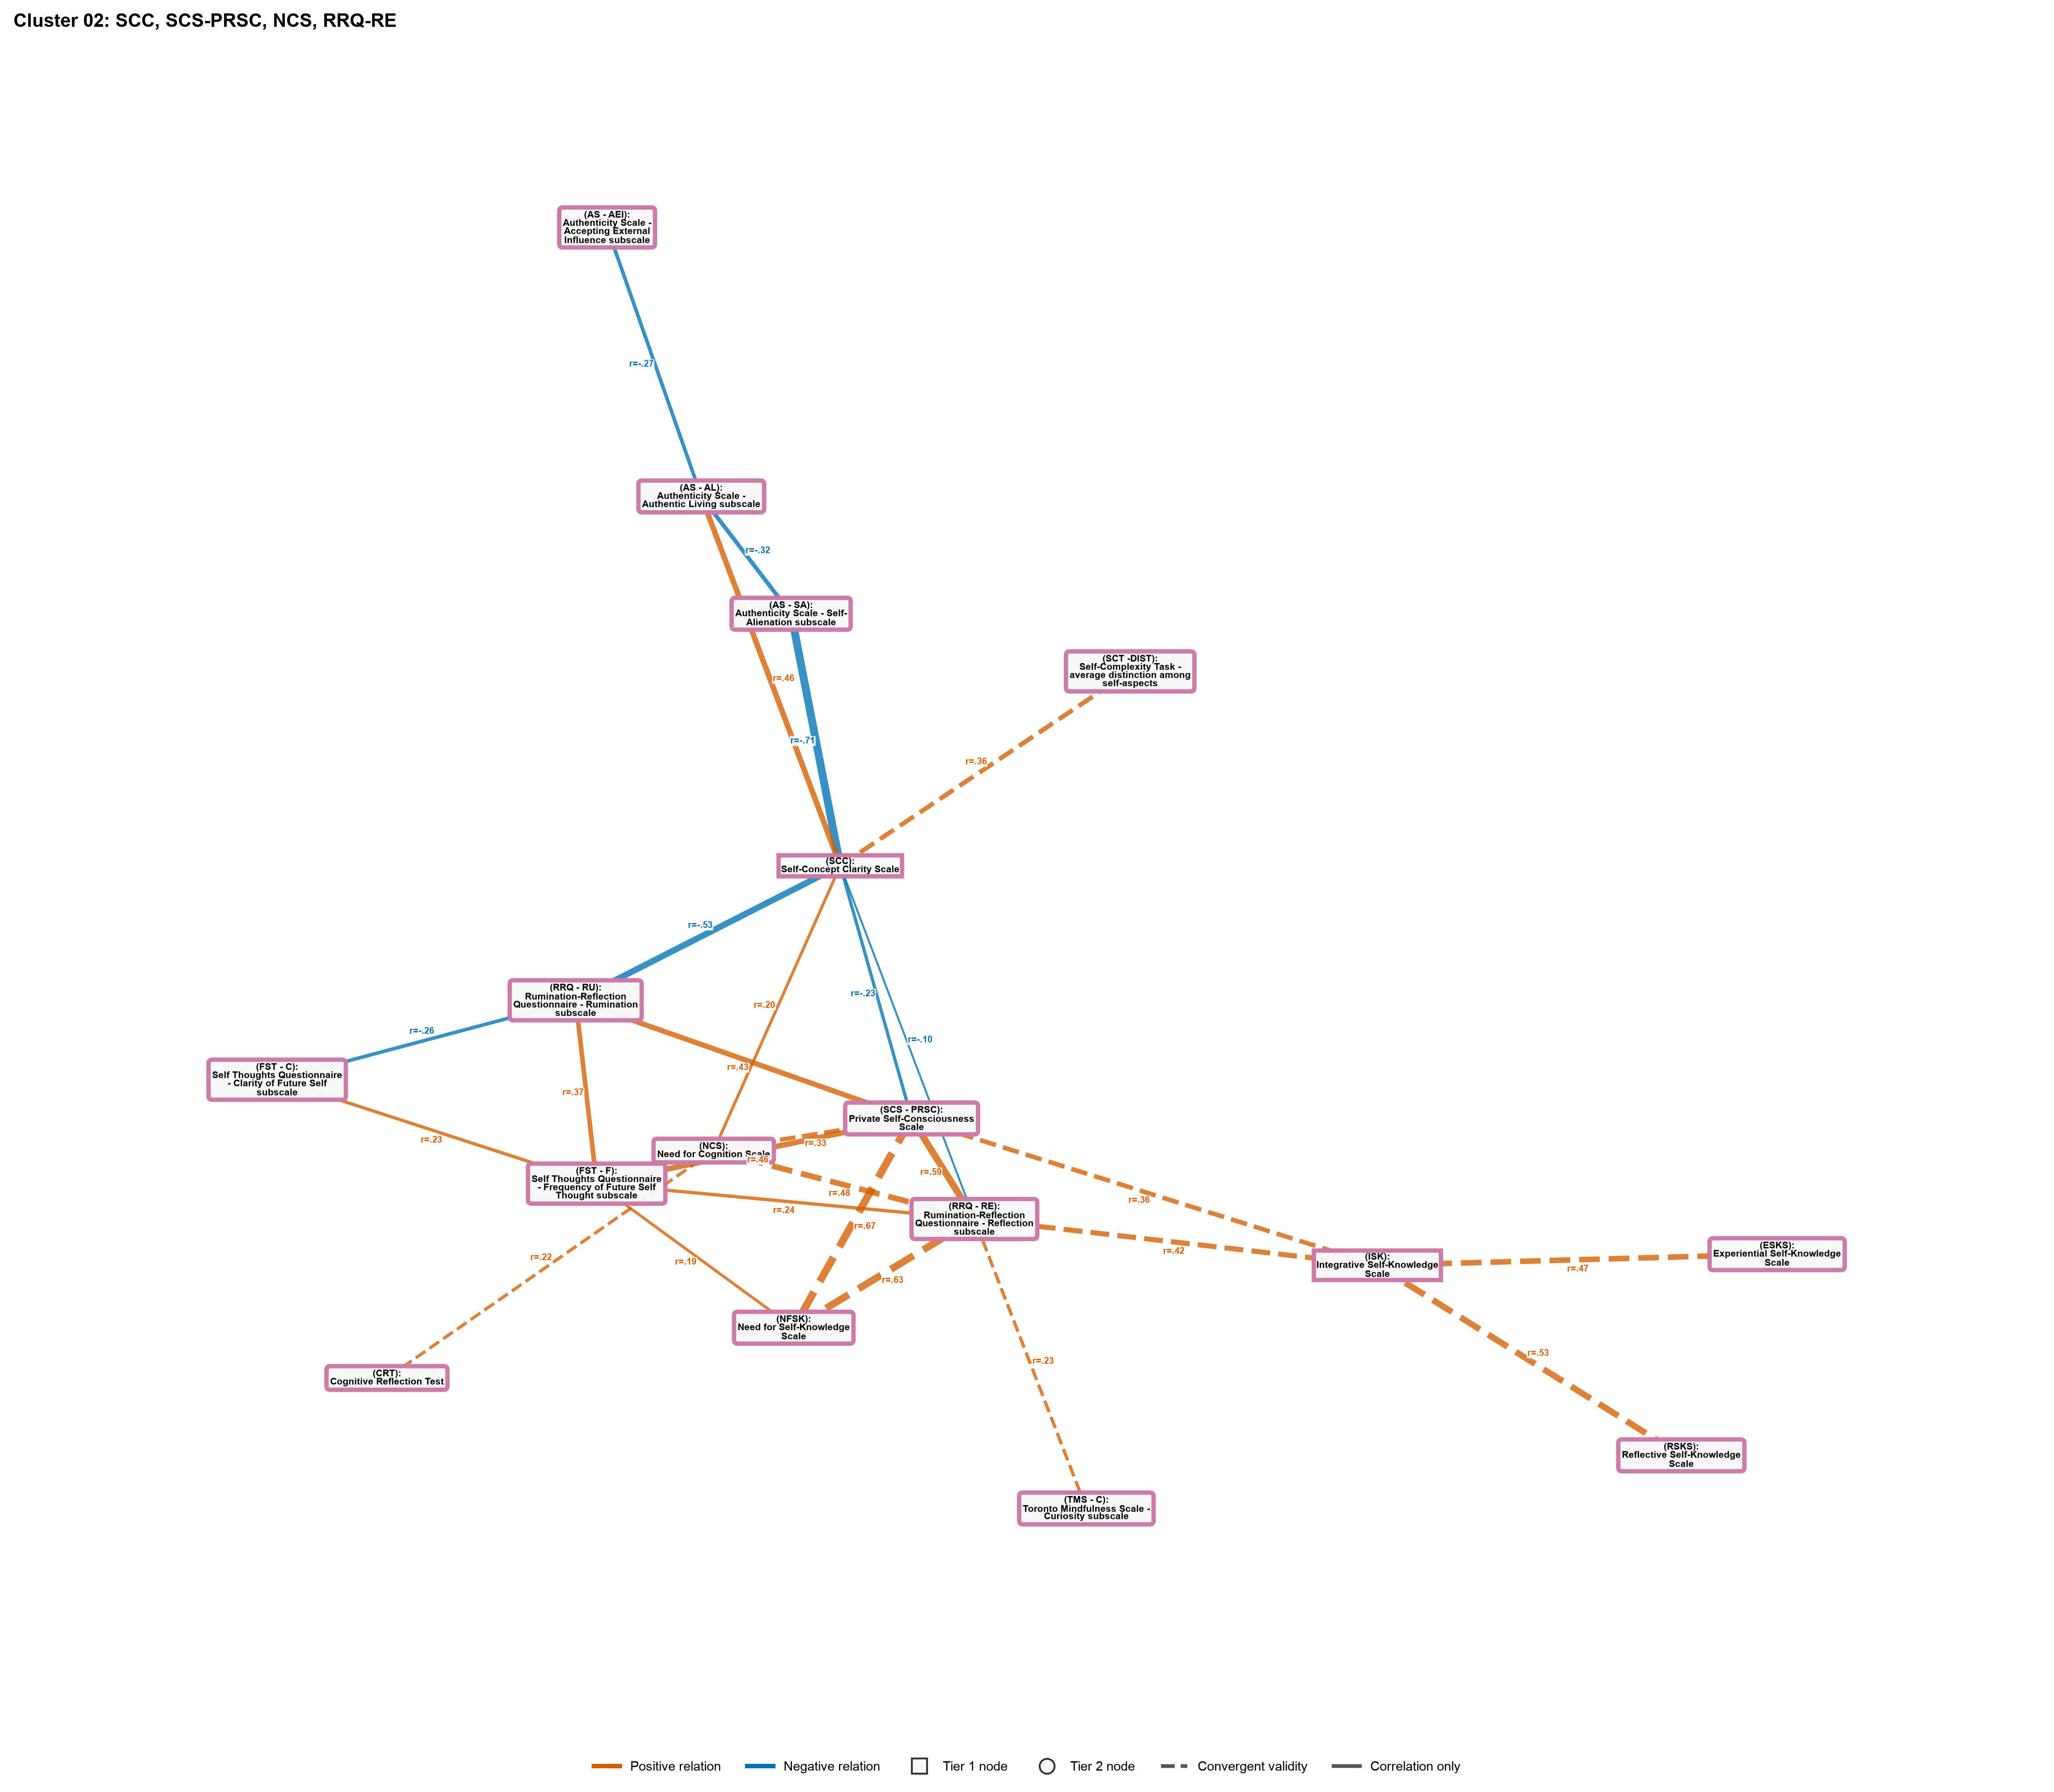 Cluster 02: SCC, SCS-PRSC, NCS, RRQ-RE
(AS - AEI):
Authenticity Scale -
Accepting External
Influence subscale
r=-.27
(AS - AL):
Authenticity Scale -
Authentic Living subscale
r=-.32
(AS - SA):
Authenticity Scale - Self-
Alienation subscale
(SCT -DIST):
Self-Complexity Task -
average distinction among
self-aspects
r=.46
r=-.71
r=.36
(SCC):
Self-Concept Clarity Scale
r=-.53
(RRQ - RU):
Rumination-Reflection
Questionnaire - Rumination
subscale
r=.20
r=-.23
r=-.26
r=-.10
(FST - C):
Self Thoughts Questionnaire
- Clarity of Future Self
subscale
r=.37
r=.43
(SCS - PRSC):
Private Self-Consciousness
Scale
r=.23
r=.33
(NCS):
Need for Cognition Scale
r=.46
(FST - F):
Self Thoughts Questionnaire
- Frequency of Future Self
Thought subscale
r=.59
r=.48
r=.24
r=.67
(RRQ - RE):
Rumination-Reflection
Questionnaire - Reflection
subscale
r=.36
r=.42
(ISK):
Integrative Self-Knowledge
Scale
r=.47
(ESKS):
Experiential Self-Knowledge
Scale
r=.22
r=.19
r=.63
(NFSK):
Need for Self-Knowledge
Scale
r=.23
r=.53
(CRT):
Cognitive Reflection Test
(RSKS):
Reflective Self-Knowledge
Scale
(TMS - C):
Toronto Mindfulness Scale -
Curiosity subscale
Positive relation
Negative relation
Tier 1 node
Tier 2 node
Convergent validity
Correlation only